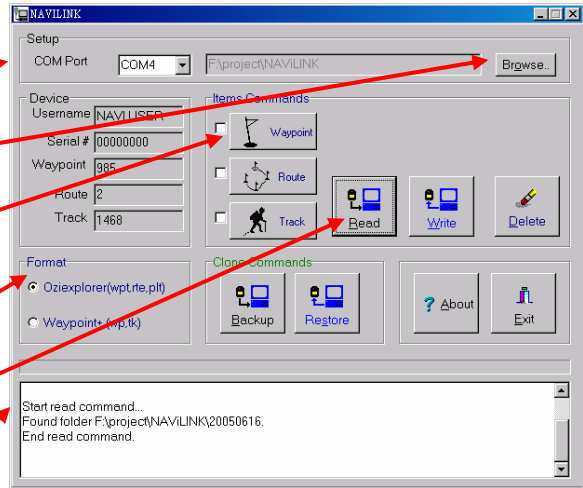 NAVILINK
Setup
COM Port COM4 F:\project\NAViLINK Browse..
Device
Username NAVI USER
Serial # 00000000
Waypoint 985
Route 2
Track 1468
Items Commands
Waypoint
Route
Track
Read Write Delete
Format
Oziexplorer(wpt,rte,plt)
Waypoint+ (wp,tk)
Clone Commands
Backup Restore
? About Exit
Start read command...
Found folder F:\project\NAViLINK\20050616.
End read command.